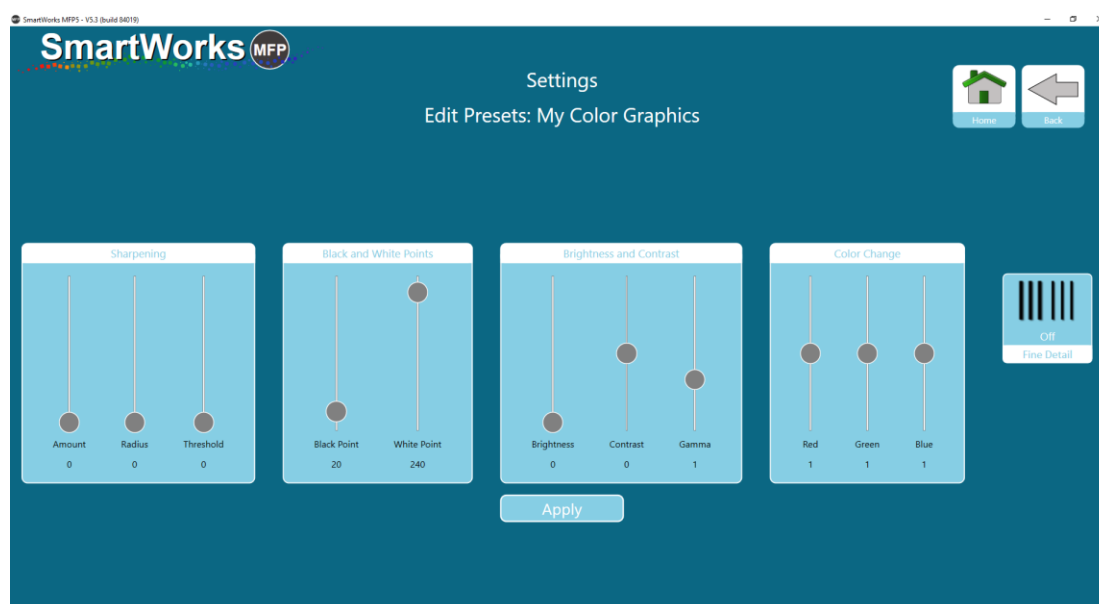 SmartWorks MFP5 - V5.3 (build 84019)
SmartWorks MFP
Settings
Edit Presets: My Color Graphics
Home
Back
Sharpening
Amount Radius Threshold
0 0 0
Black and White Points
Black Point White Point
20 240
Brightness and Contrast
Brightness Contrast Gamma
0 0 1
Color Change
Red Green Blue
1 1 1
Off
Fine Detail
Apply